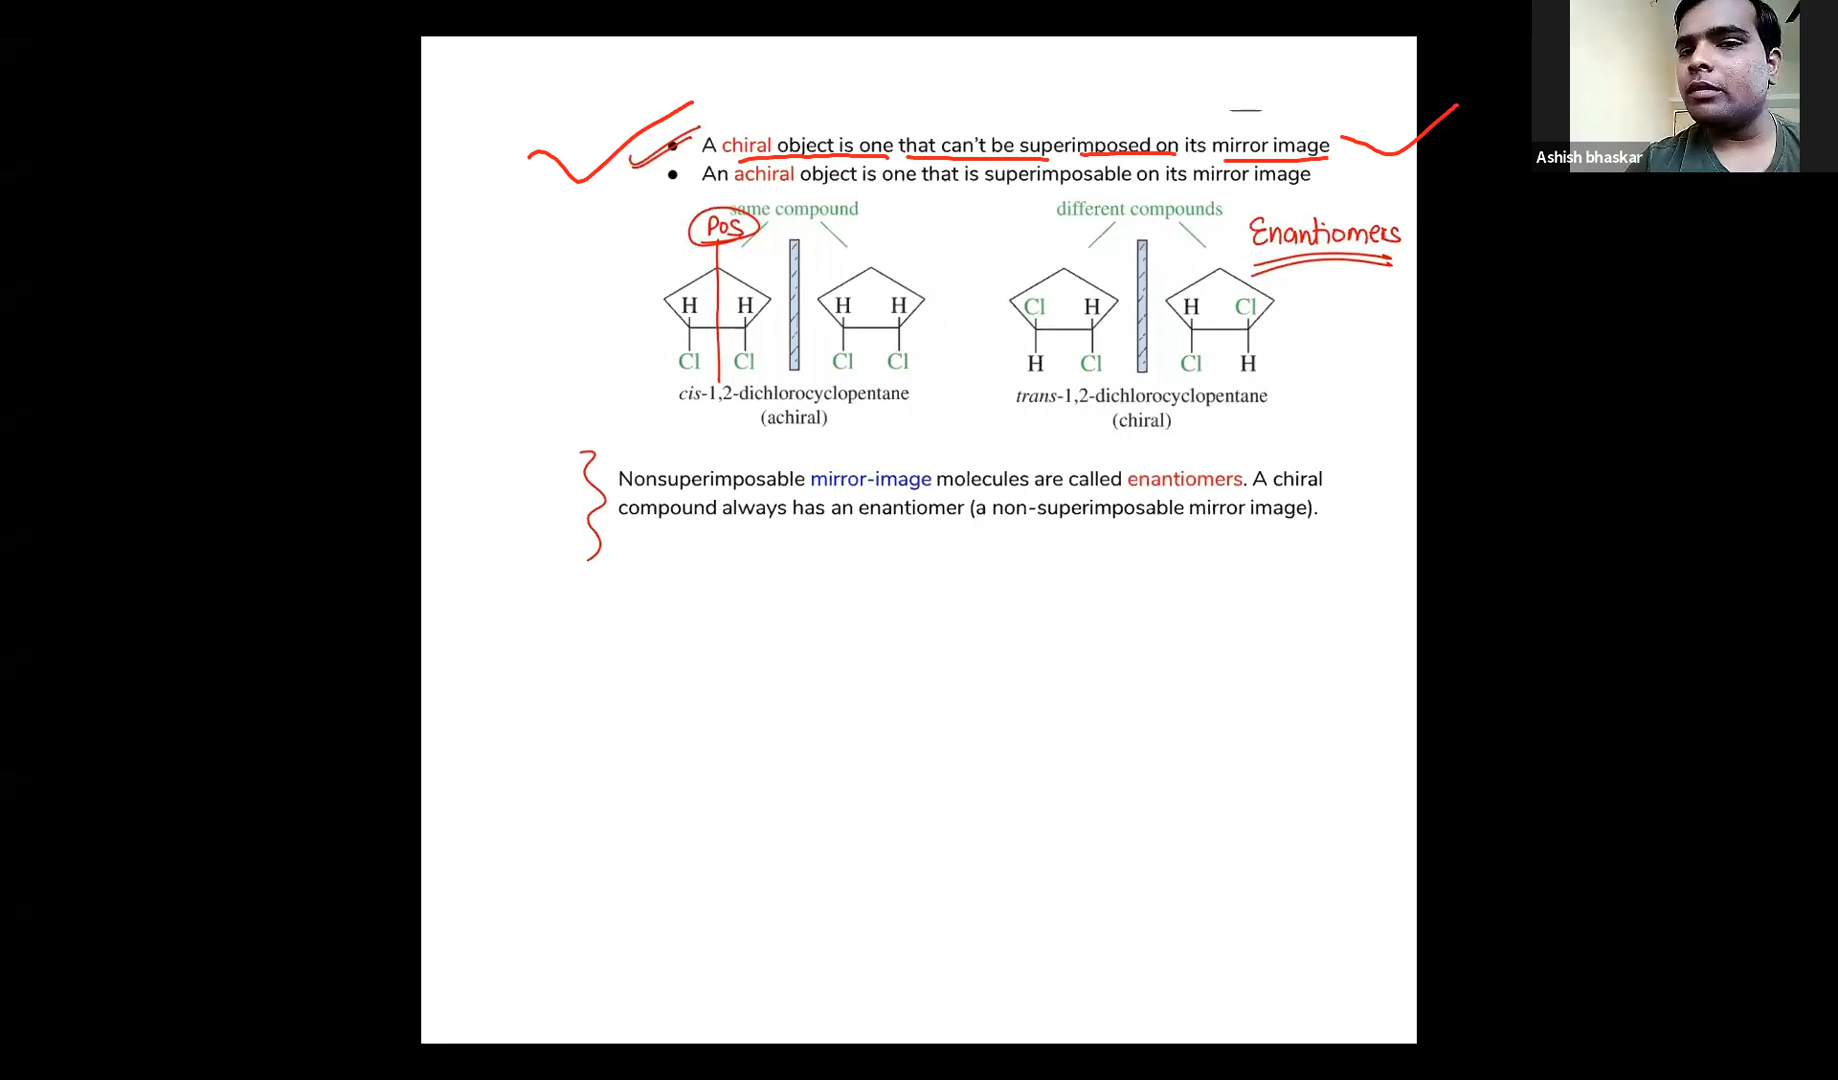 A chiral object is one that can't be superimposed on its mirror image
An achiral object is one that is superimposable on its mirror image
same compound
different compounds
POS
Enantiomers
H H H H
Cl Cl Cl Cl
Cl H H Cl
H Cl Cl H
cis-1,2-dichlorocyclopentane
(achiral)
trans-1,2-dichlorocyclopentane
(chiral)
Nonsuperimposable mirror-image molecules are called enantiomers. A chiral
compound always has an enantiomer (a non-superimposable mirror image).
Ashish bhaskar